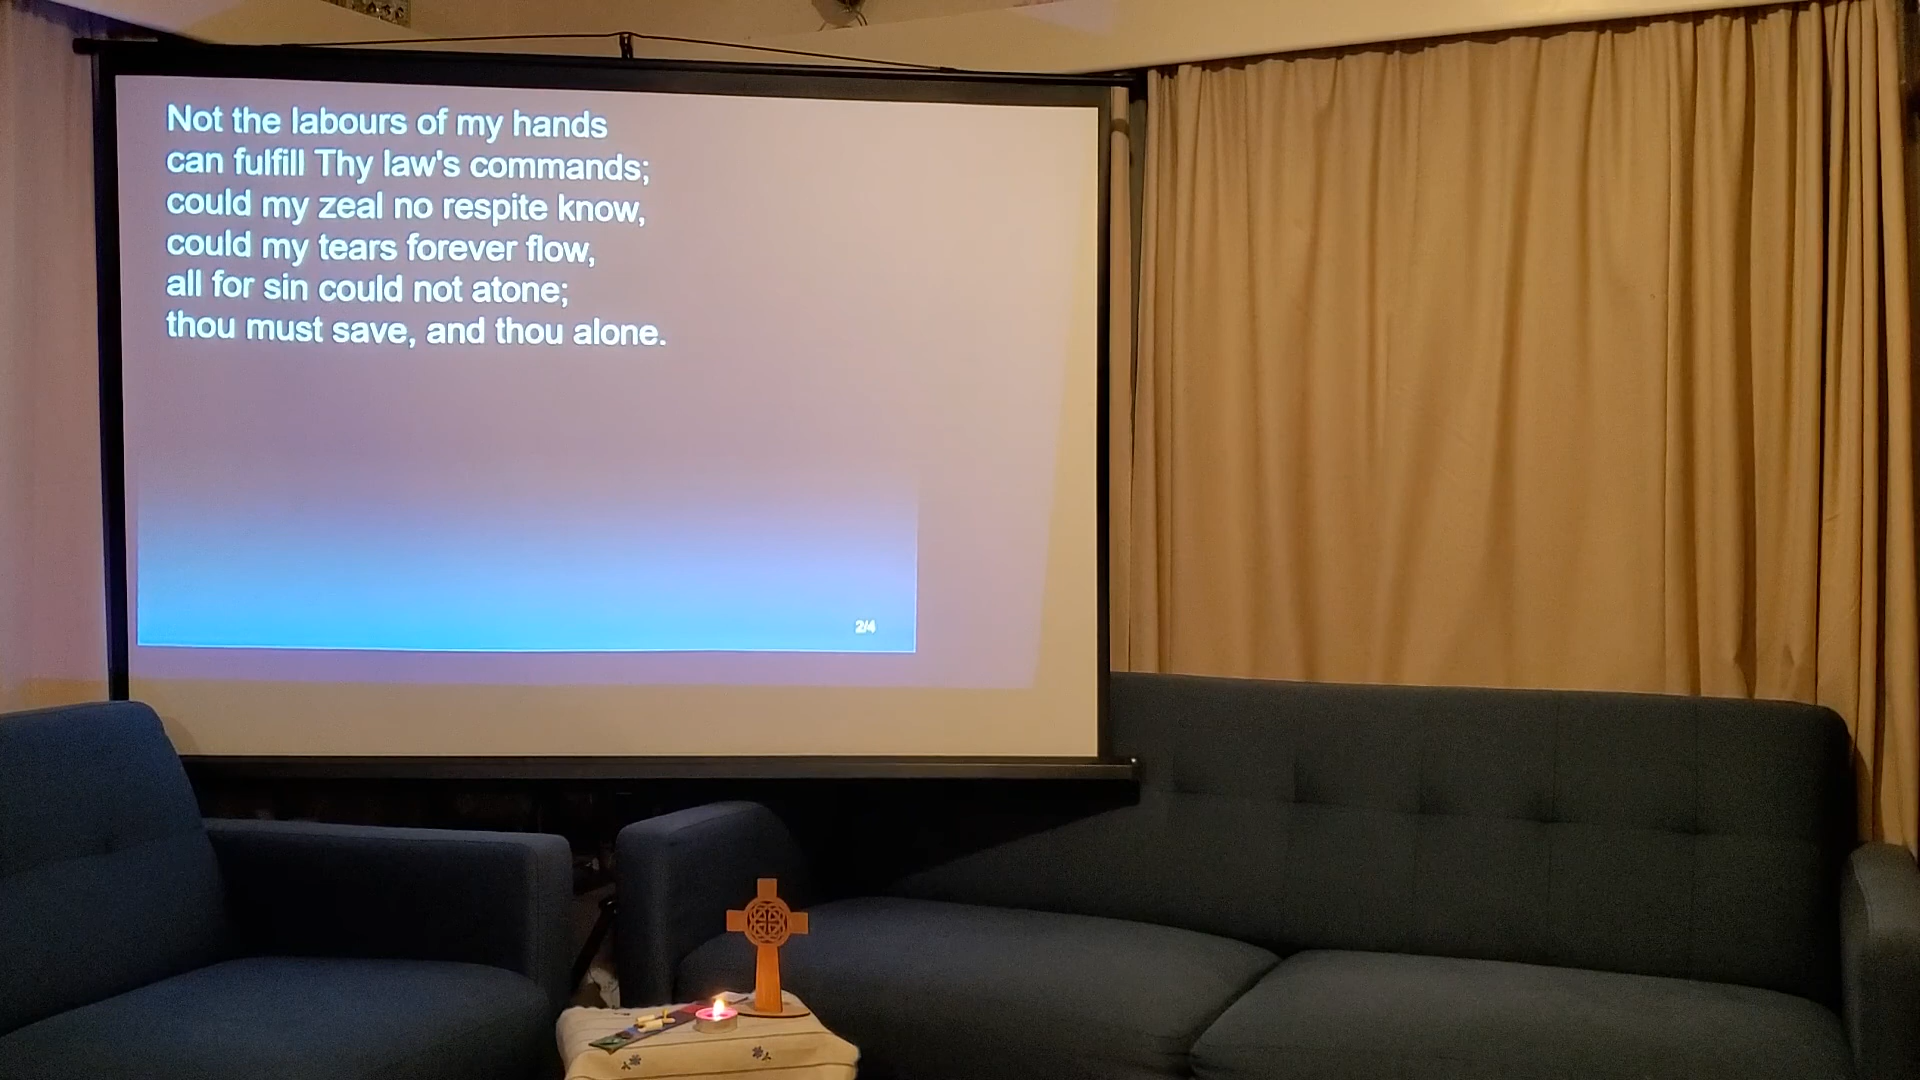 Not the labours of my hands
can fulfill Thy law's commands;
could my zeal no respite know,
could my tears forever flow,
all for sin could not atone;
thou must save, and thou alone.
2/4